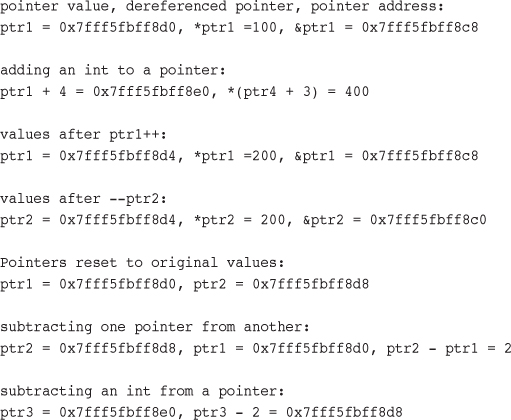 pointer value, dereferenced pointer, pointer address:
ptr1 = 0x7fff5fbff8d0, *ptr1 =100, &ptr1 = 0x7fff5fbff8c8
adding an int to a pointer:
ptr1 + 4 = 0x7fff5fbff8e0, *(ptr4 + 3) = 400
values after ptr1++:
ptr1 = 0x7fff5fbff8d4, *ptr1 =200, &ptr1 = 0x7fff5fbff8c8
values after --ptr2:
ptr2 = 0x7fff5fbff8d4, *ptr2 = 200, &ptr2 = 0x7fff5fbff8c0
Pointers reset to original values:
ptr1 = 0x7fff5fbff8d0, ptr2 = 0x7fff5fbff8d8
subtracting one pointer from another:
ptr2 = 0x7fff5fbff8d8, ptr1 = 0x7fff5fbff8d0, ptr2 - ptr1 = 2
subtracting an int from a pointer:
ptr3 = 0x7fff5fbff8e0, ptr3 - 2 = 0x7fff5fbff8d8